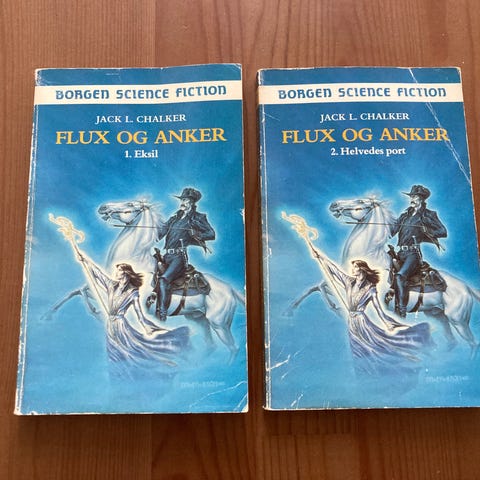 BORGEN SCIENCE FICTION
JACK L. CHALKER
FLUX OG ANKER
1. Eksil
BORGEN SCIENCE FICTION
JACK L. CHALKER
FLUX OG ANKER
2. Helvedes port